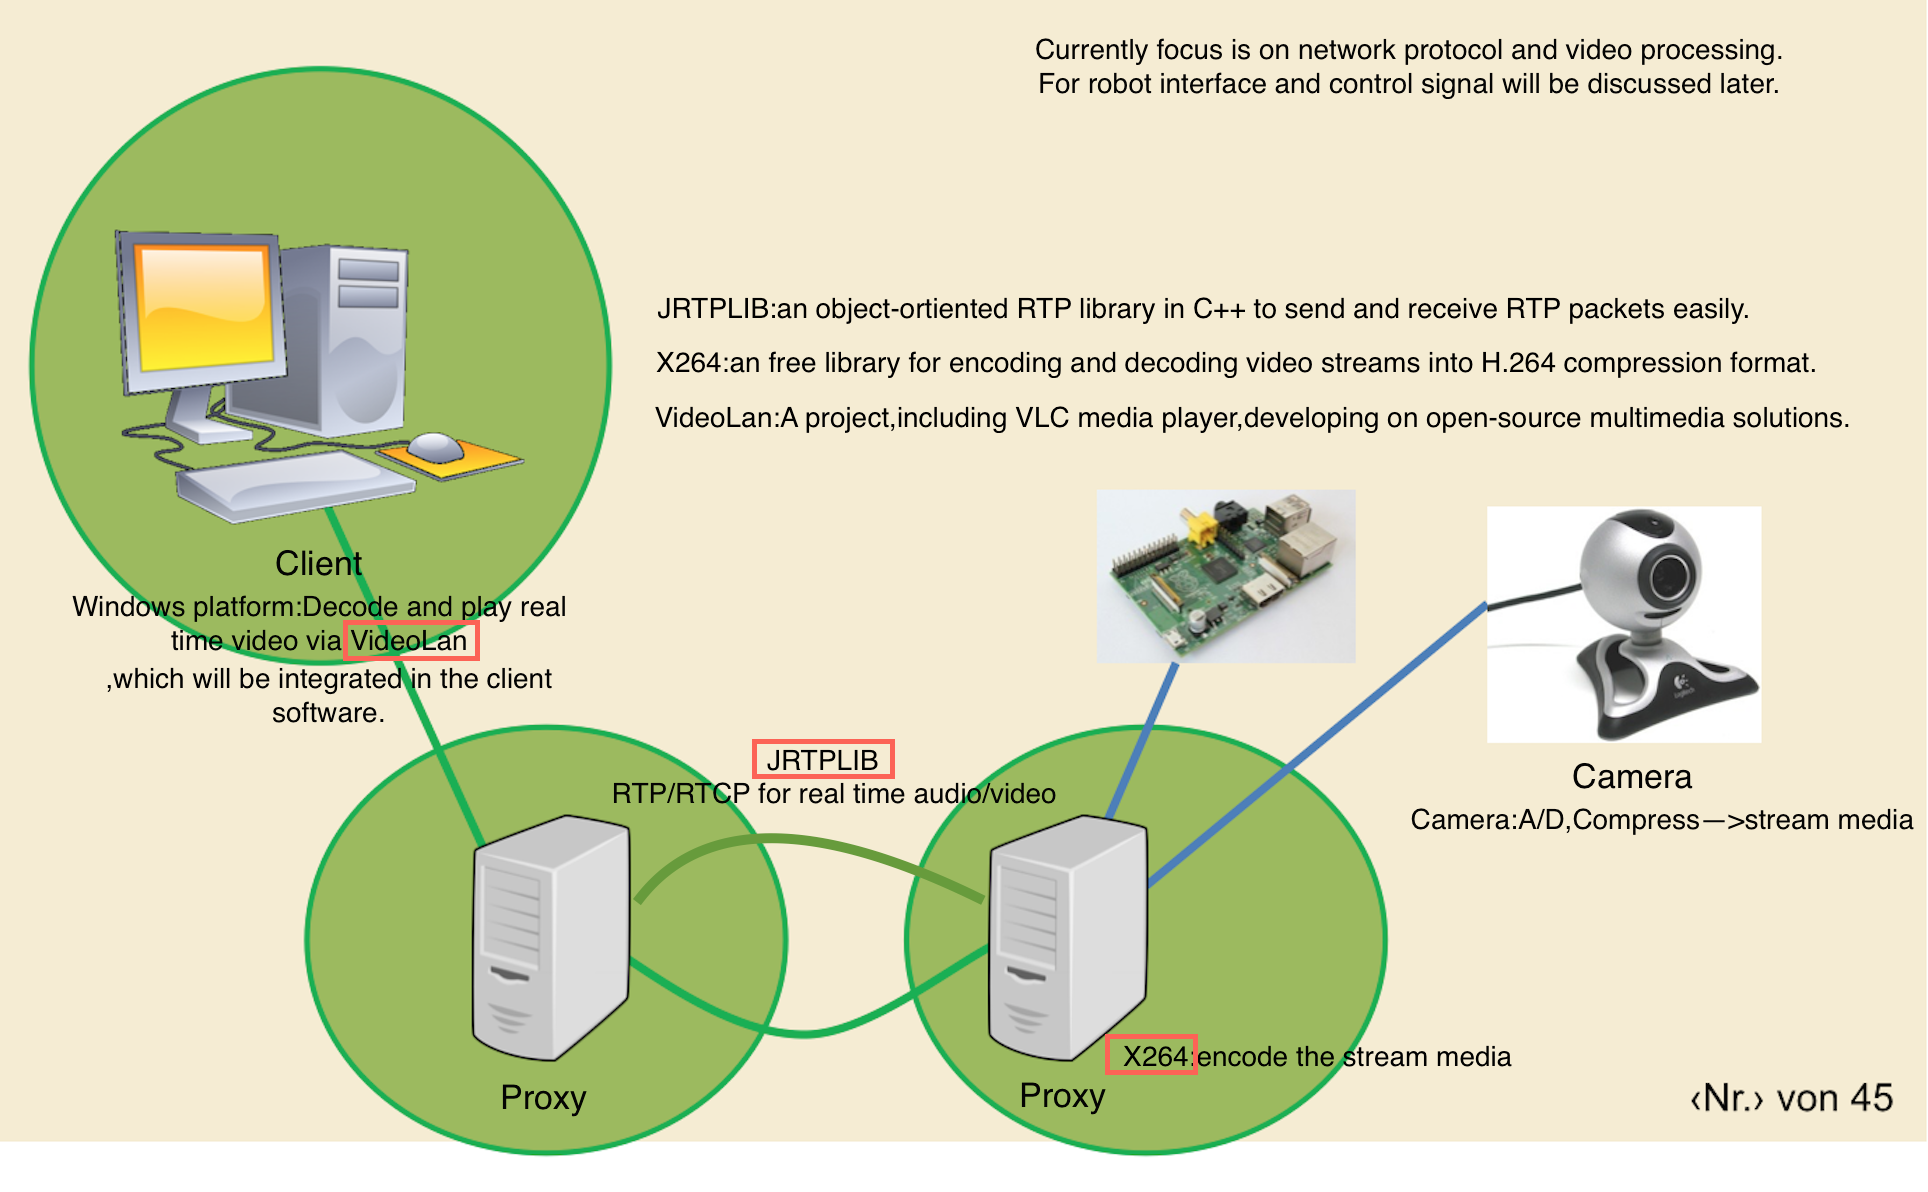 Currently focus is on network protocol and video processing.
For robot interface and control signal will be discussed later.
JRTPLIB:an object-ortiented RTP library in C++ to send and receive RTP packets easily.
X264:an free library for encoding and decoding video streams into H.264 compression format.
VideoLan:A project,including VLC media player,developing on open-source multimedia solutions.
Client
Windows platform:Decode and play real
time video via VideoLan
,which will be integrated in the client
software.
JRTPLIB
RTP/RTCP for real time audio/video
Logitech
Camera
Camera:A/D,Compress—>stream media
X264:encode the stream media
Proxy
Proxy
‹Nr.› von 45